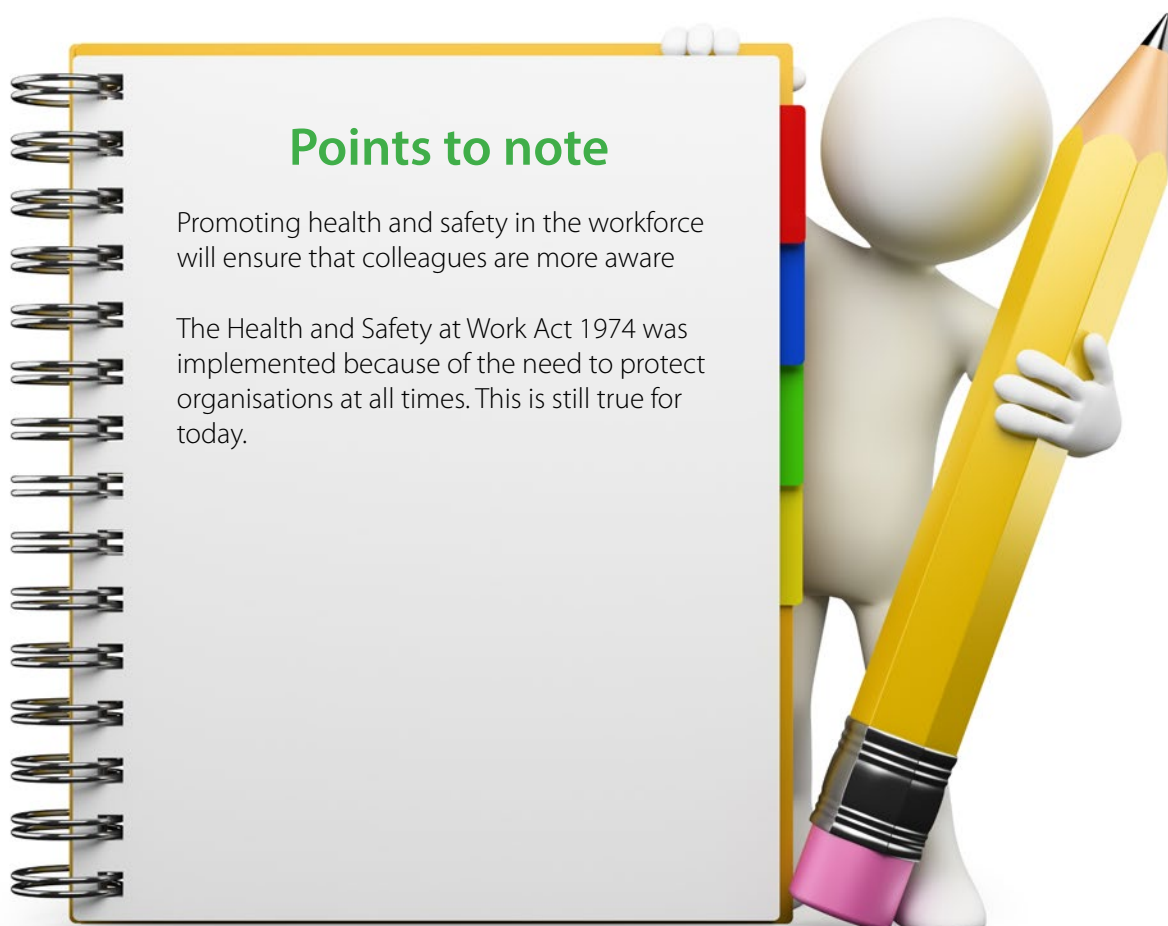 Points to note
Promoting health and safety in the workforce
will ensure that colleagues are more aware
The Health and Safety at Work Act 1974 was
implemented because of the need to protect
organisations at all times. This is still true for
today.